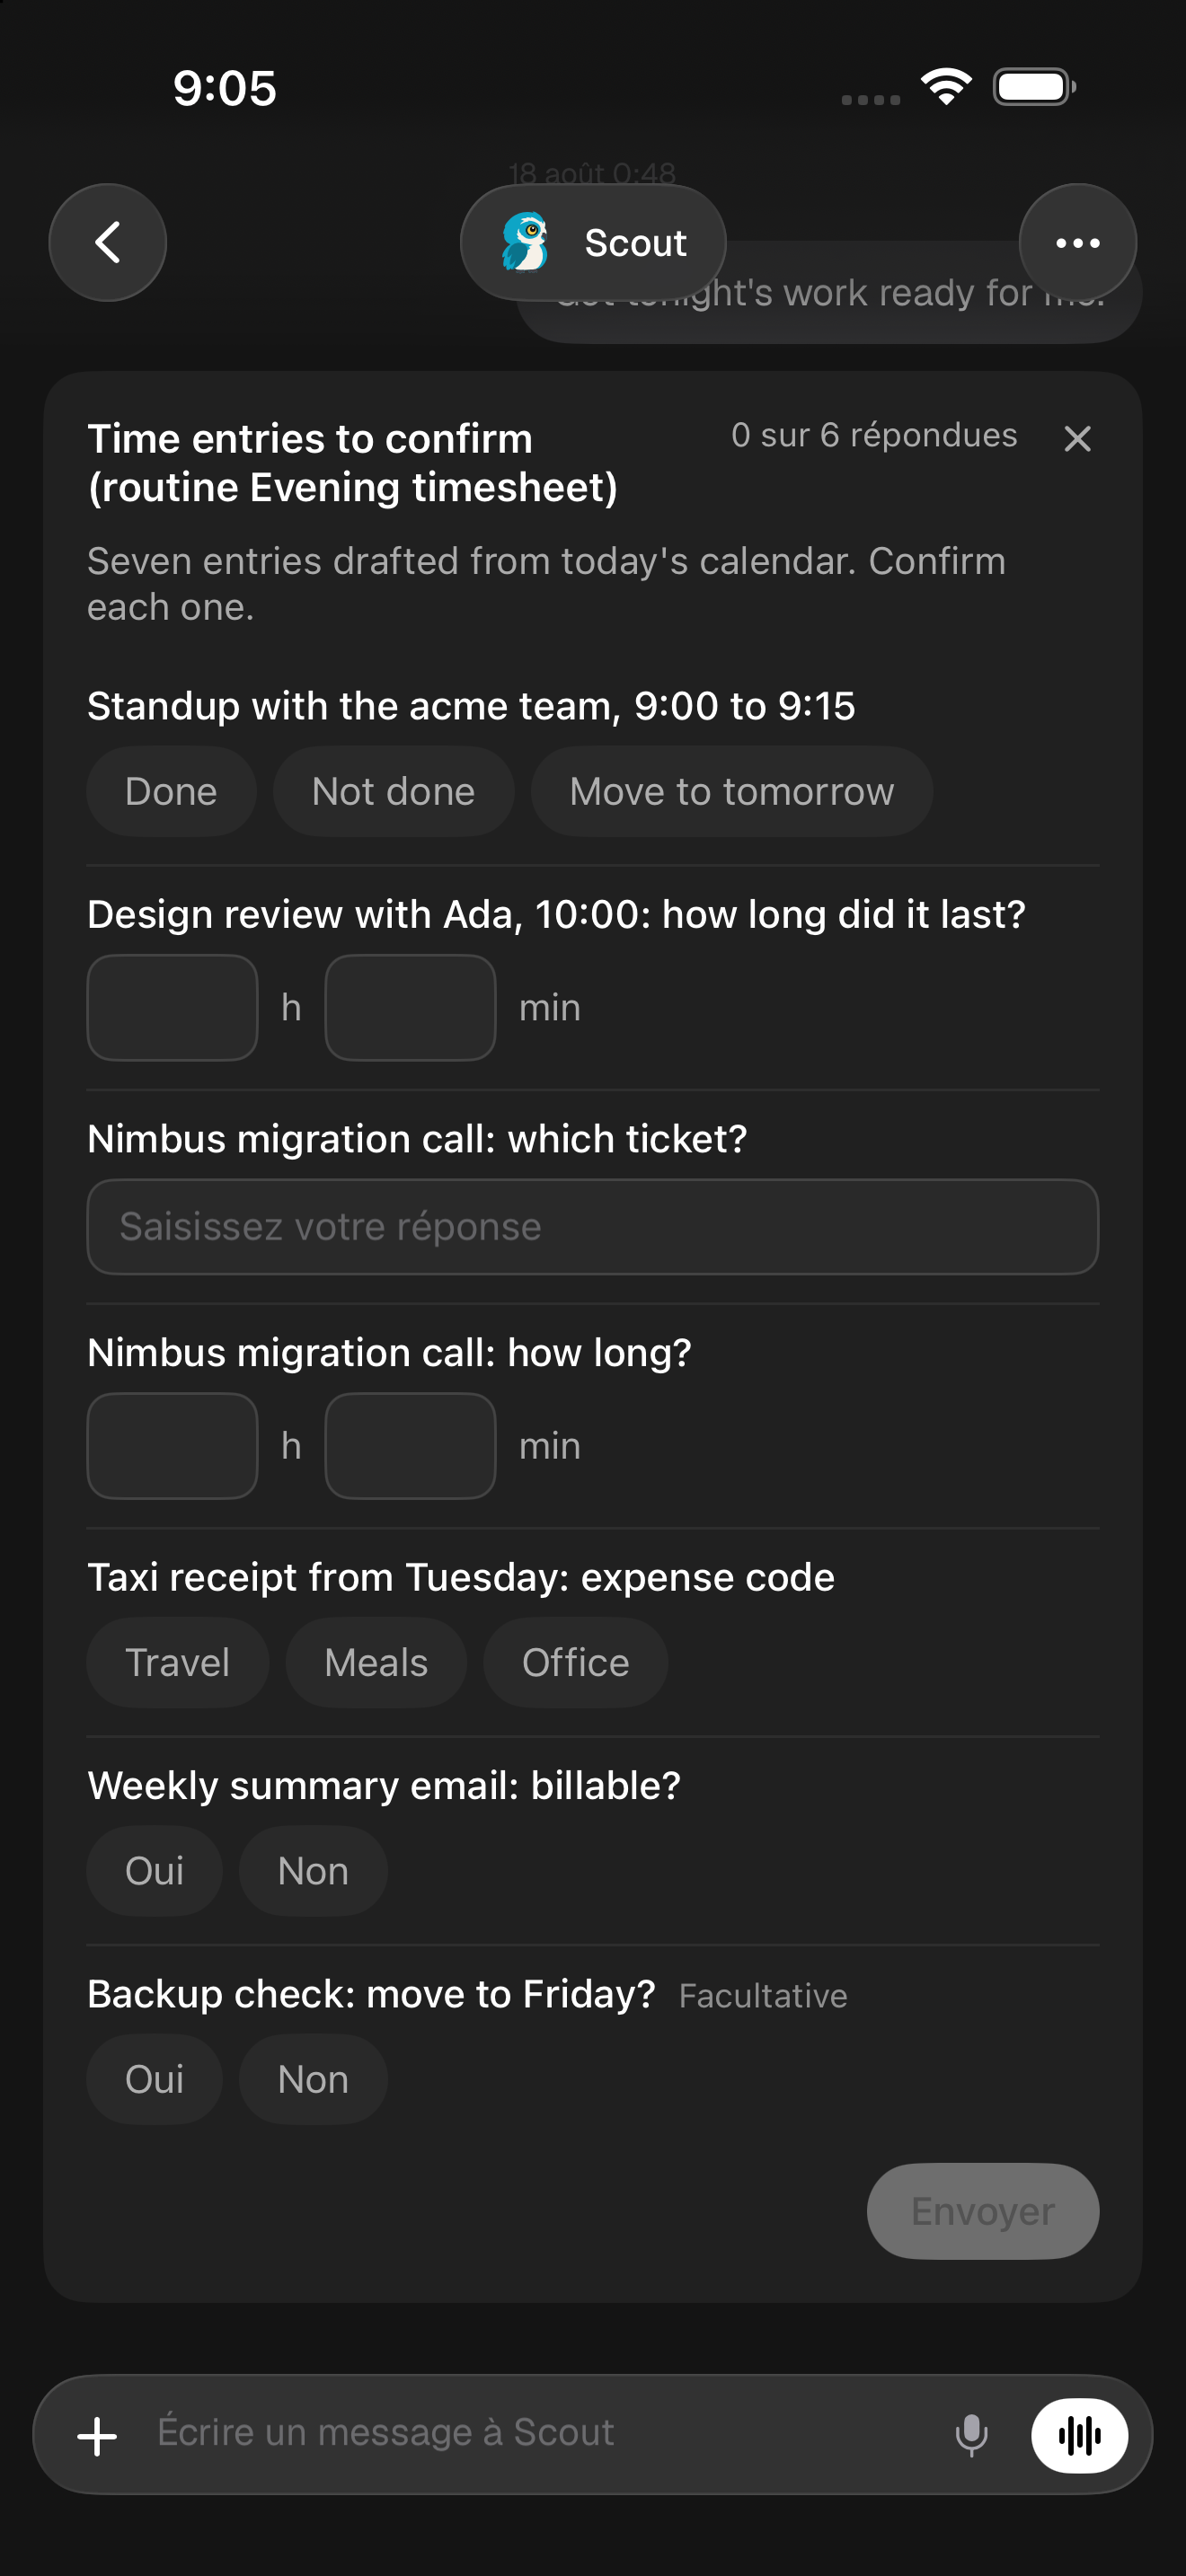 9:05
18 août 0:48
Scout
tonight's work ready for me.
Time entries to confirm
(routine Evening timesheet)
0 sur 6 répondues
Seven entries drafted from today's calendar. Confirm
each one.
Standup with the acme team, 9:00 to 9:15
Done
Not done
Move to tomorrow
Design review with Ada, 10:00: how long did it last?
h
min
Nimbus migration call: which ticket?
Saisissez votre réponse
Nimbus migration call: how long?
h
min
Taxi receipt from Tuesday: expense code
Travel
Meals
Office
Weekly summary email: billable?
Oui
Non
Backup check: move to Friday? Facultative
Oui
Non
Envoyer
Écrire un message à Scout